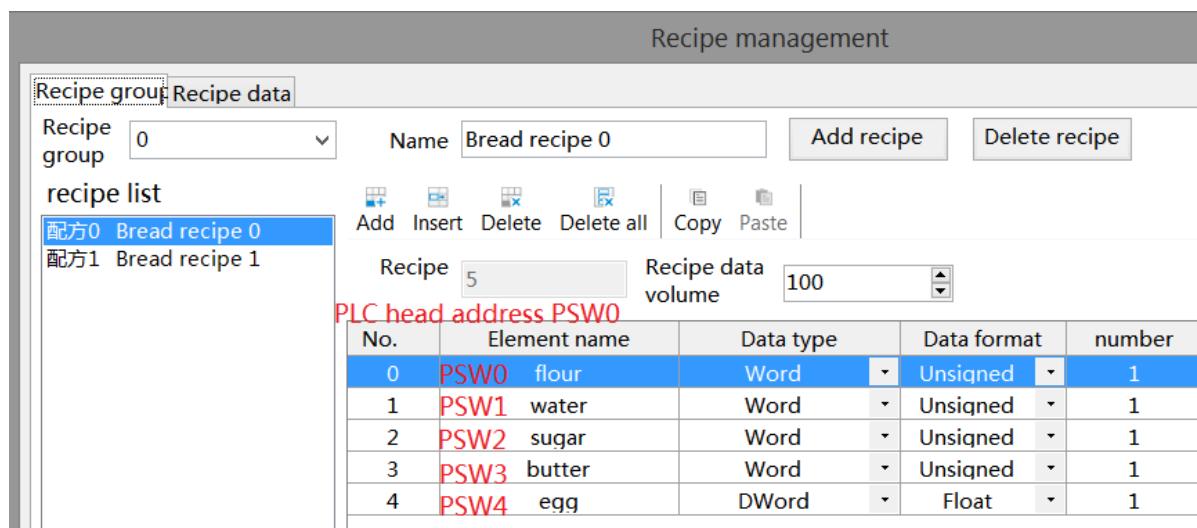 Recipe management
Recipe group Recipe data
Recipe group 0 Name Bread recipe 0 Add recipe Delete recipe
recipe list
Add Insert Delete Delete all Copy Paste
配方0 Bread recipe 0
配方1 Bread recipe 1
Recipe 5 Recipe data volume 100
PLC head address PSW0
No. Element name Data type Data format number
0 PSW0 flour Word Unsigned 1
1 PSW1 water Word Unsigned 1
2 PSW2 sugar Word Unsigned 1
3 PSW3 butter Word Unsigned 1
4 PSW4 egg DWord Float 1